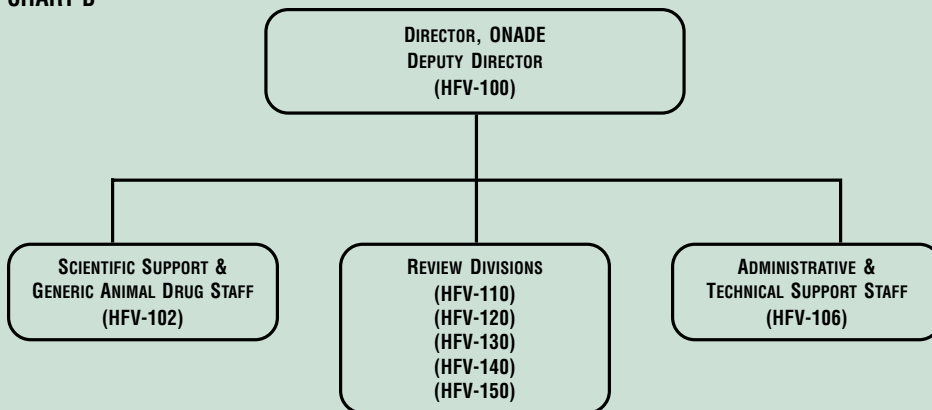 DIRECTOR, ONADE
DEPUTY DIRECTOR
(HFV-100)
SCIENTIFIC SUPPORT &
GENERIC ANIMAL DRUG STAFF
(HFV-102)
REVIEW DIVISIONS
(HFV-110)
(HFV-120)
(HFV-130)
(HFV-140)
(HFV-150)
ADMINISTRATIVE &
TECHNICAL SUPPORT STAFF
(HFV-106)